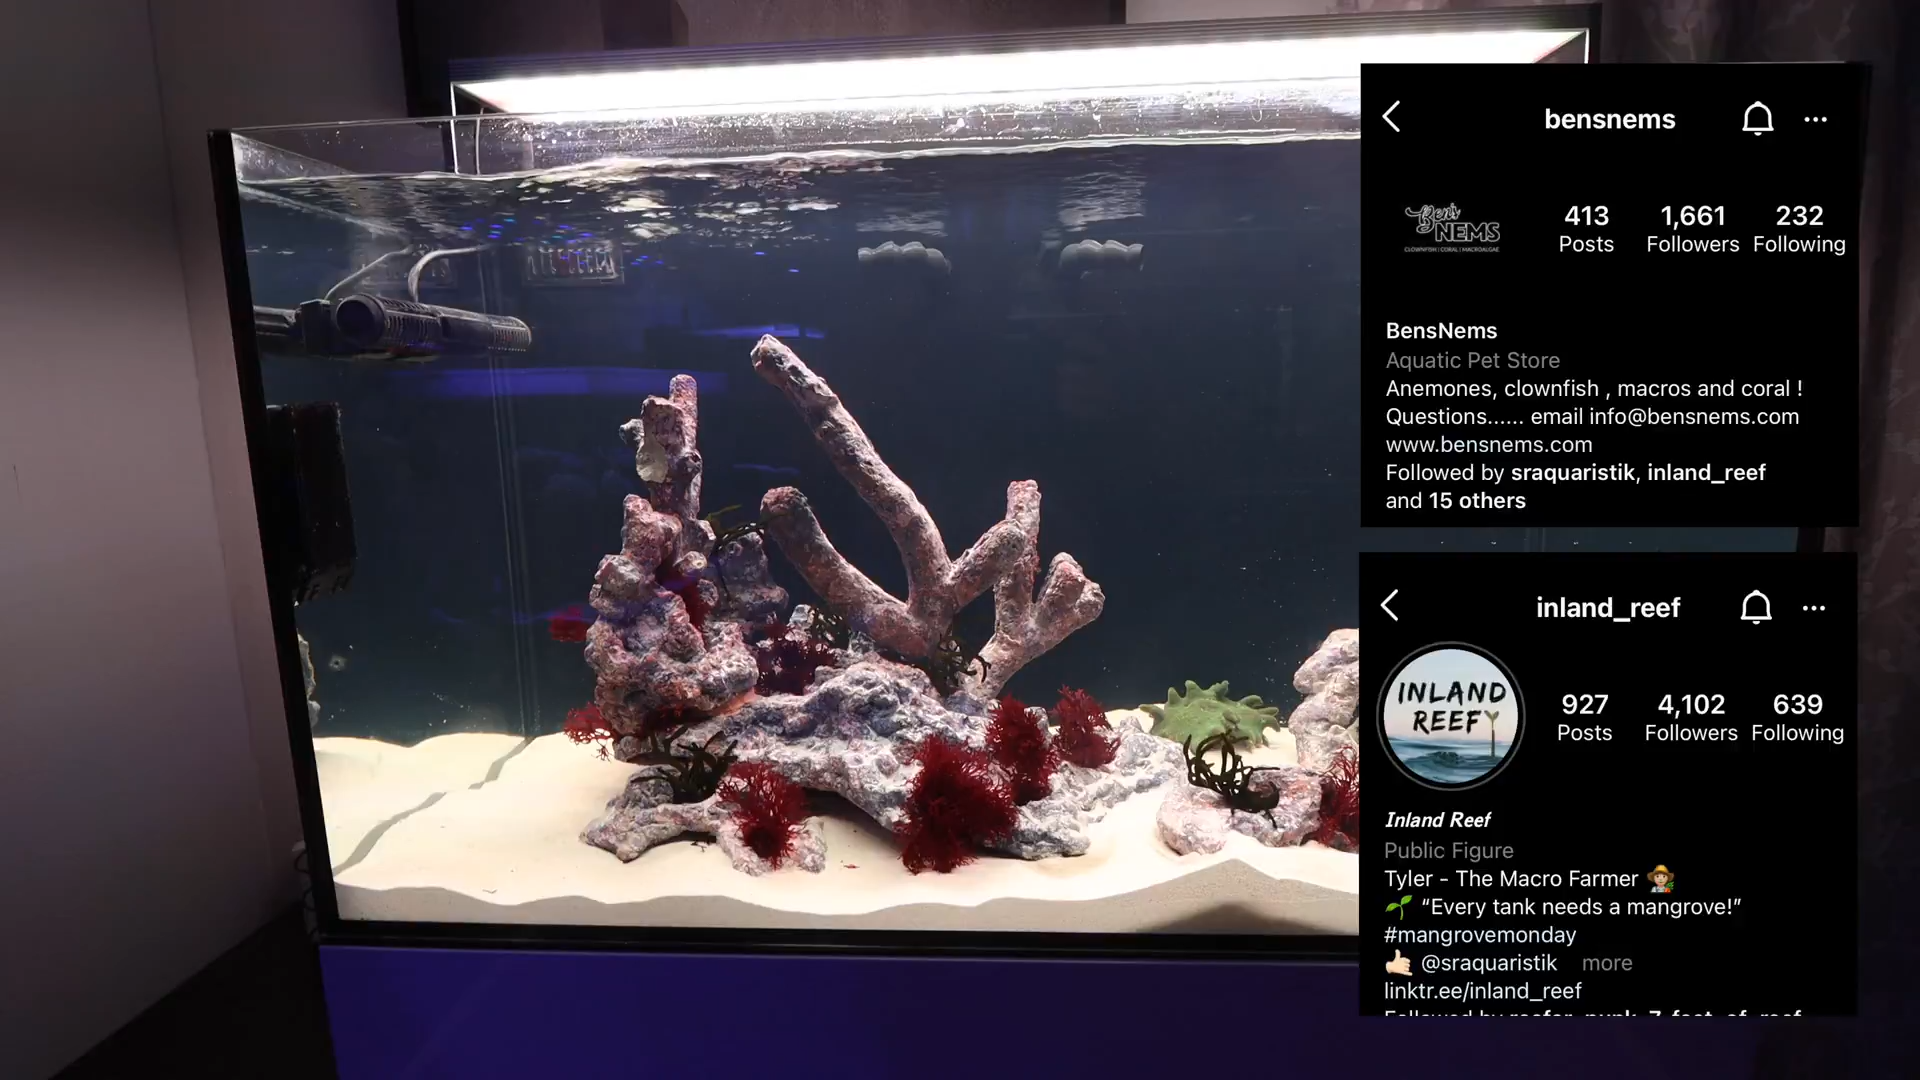 bensnems
Ben's
NEMS
CLOWNFISH | CORAL | MACROALGAE
413 1,661 232
Posts Followers Following
BensNems
Aquatic Pet Store
Anemones, clownfish , macros and coral !
Questions...... email info@bensnems.com
www.bensnems.com
Followed by sraquaristik, inland_reef
and 15 others
inland_reef
INLAND
REEF
927 4,102 639
Posts Followers Following
Inland Reef
Public Figure
Tyler - The Macro Farmer 👨🏼‍🌾
🌱 “Every tank needs a mangrove!”
#mangrovemonday
🤙🏻 @sraquaristik more
linktr.ee/inland_reef